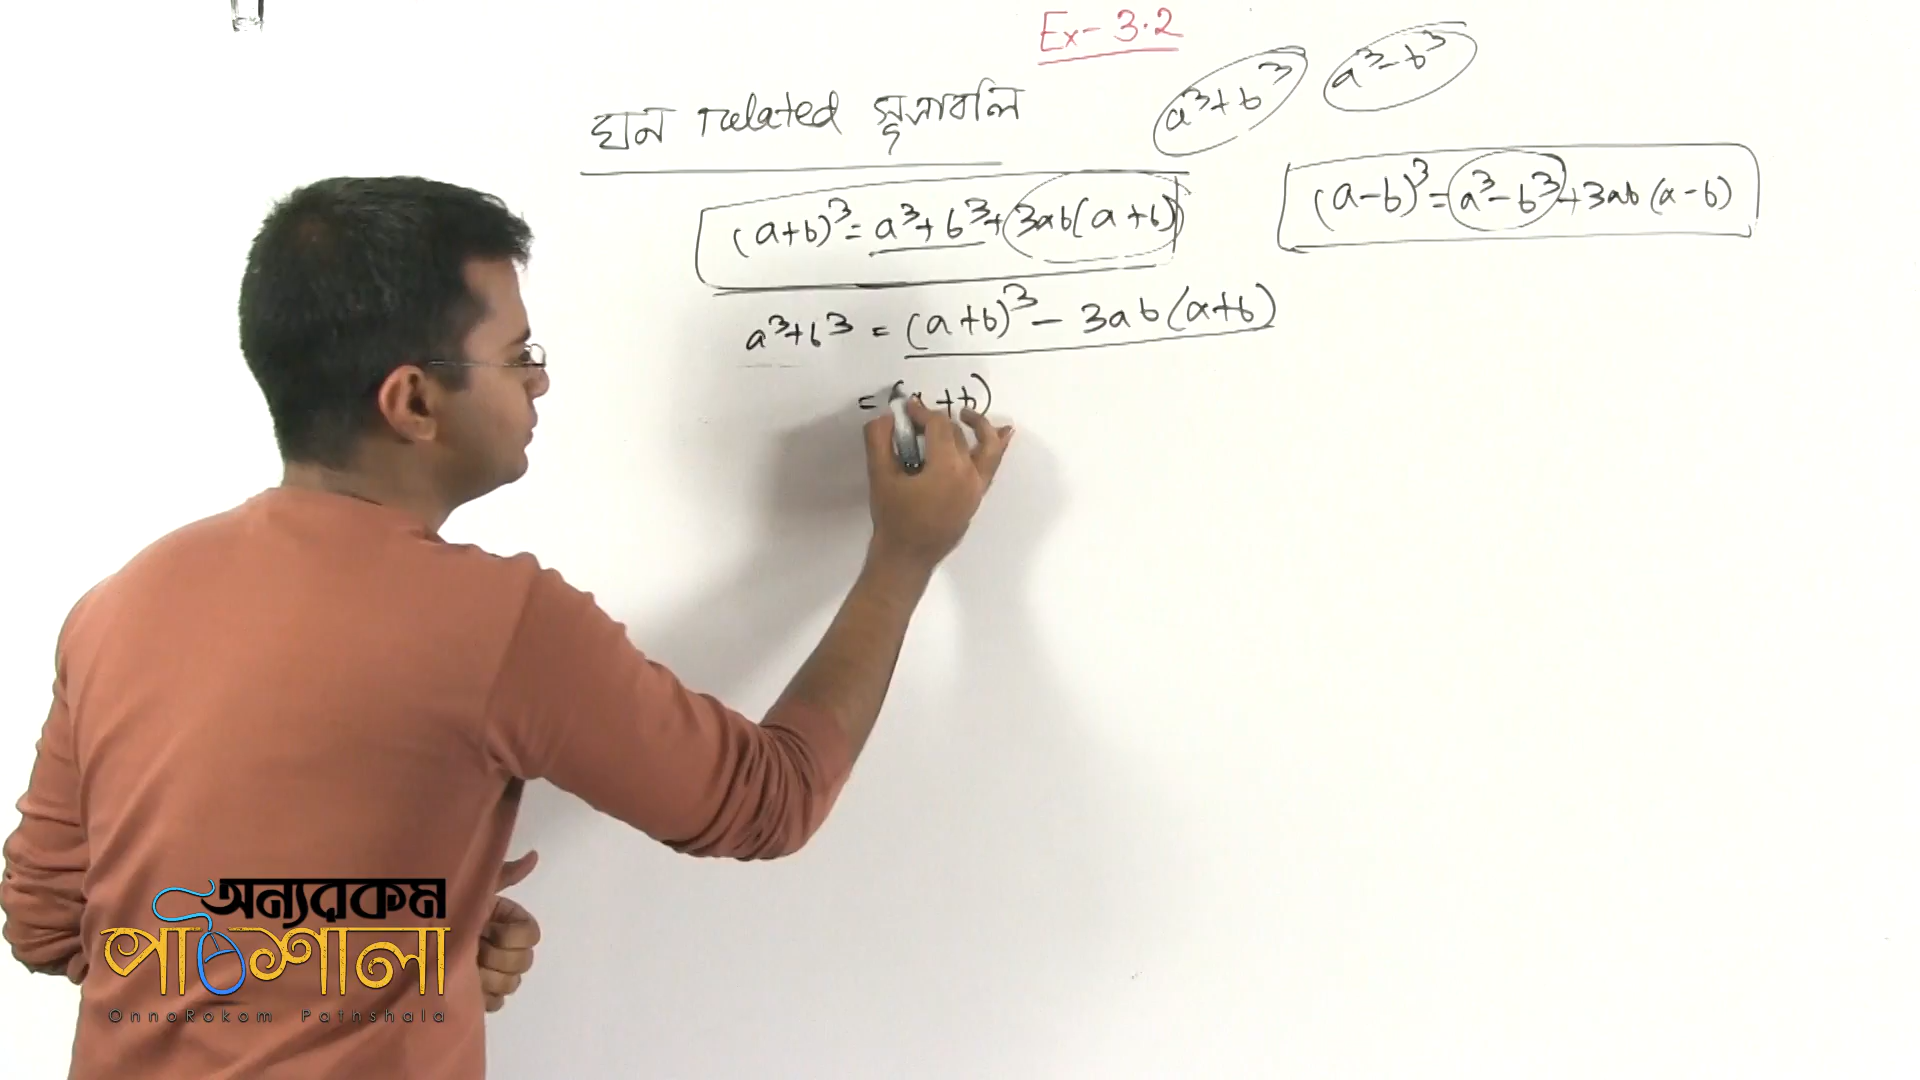 Ex- 3.2
a³+b³
a³-b³
ঘন related সূত্রাবলি
(a+b)³ = a³+b³+3ab(a+b)
(a-b)³ = a³-b³+3ab(a-b)
a³+b³ = (a+b)³ - 3ab(a+b)
= (a+b)
অন্যরকম
পাঠশালা
OnnoRokom Pathshala